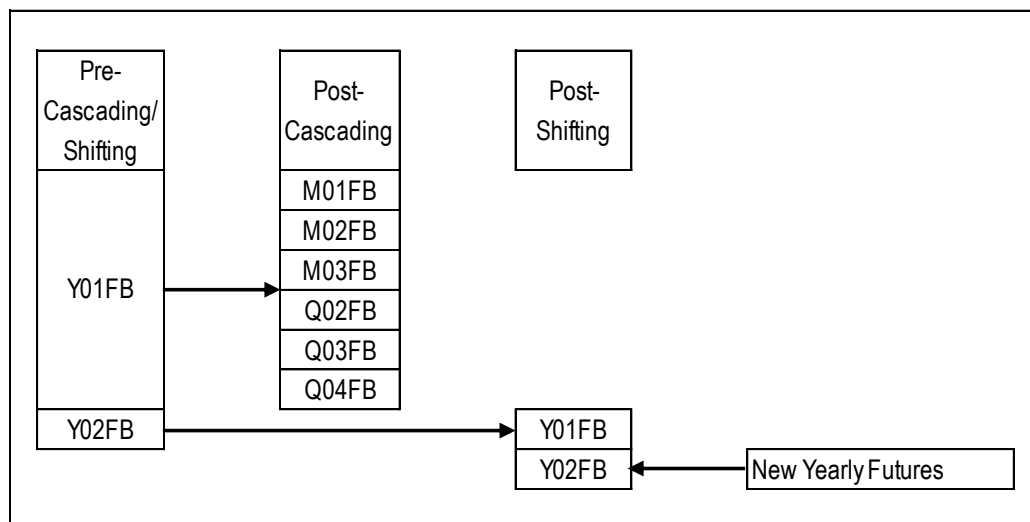 Pre-
Cascading/
Shifting
Post-
Cascading
Post-
Shifting
M01FB
M02FB
M03FB
Y01FB
Q02FB
Q03FB
Q04FB
Y02FB
Y01FB
Y02FB
New Yearly Futures